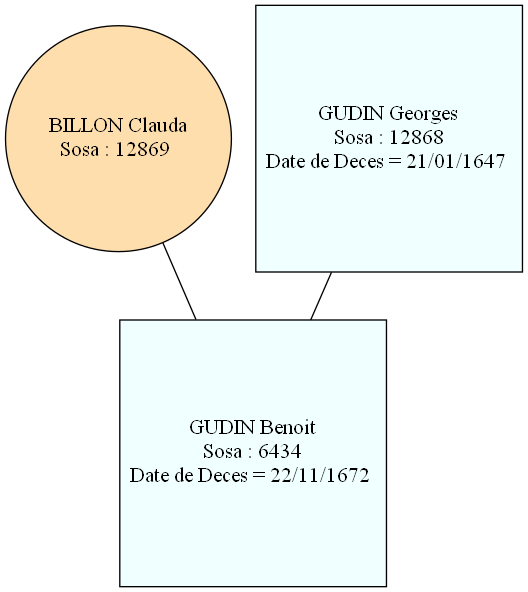 BILLON Clauda
Sosa : 12869
GUDIN Georges
Sosa : 12868
Date de Deces = 21/01/1647
GUDIN Benoit
Sosa : 6434
Date de Deces = 22/11/1672